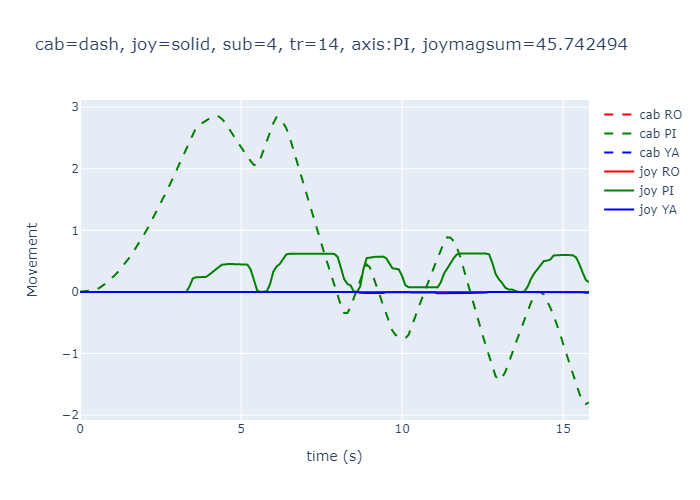 cab=dash, joy=solid, sub=4, tr=14, axis:PI, joymagsum=45.742494
3
2
1
0
−1
−2
Movement
0
5
10
15
time (s)
cab RO
cab PI
cab YA
joy RO
joy PI
joy YA